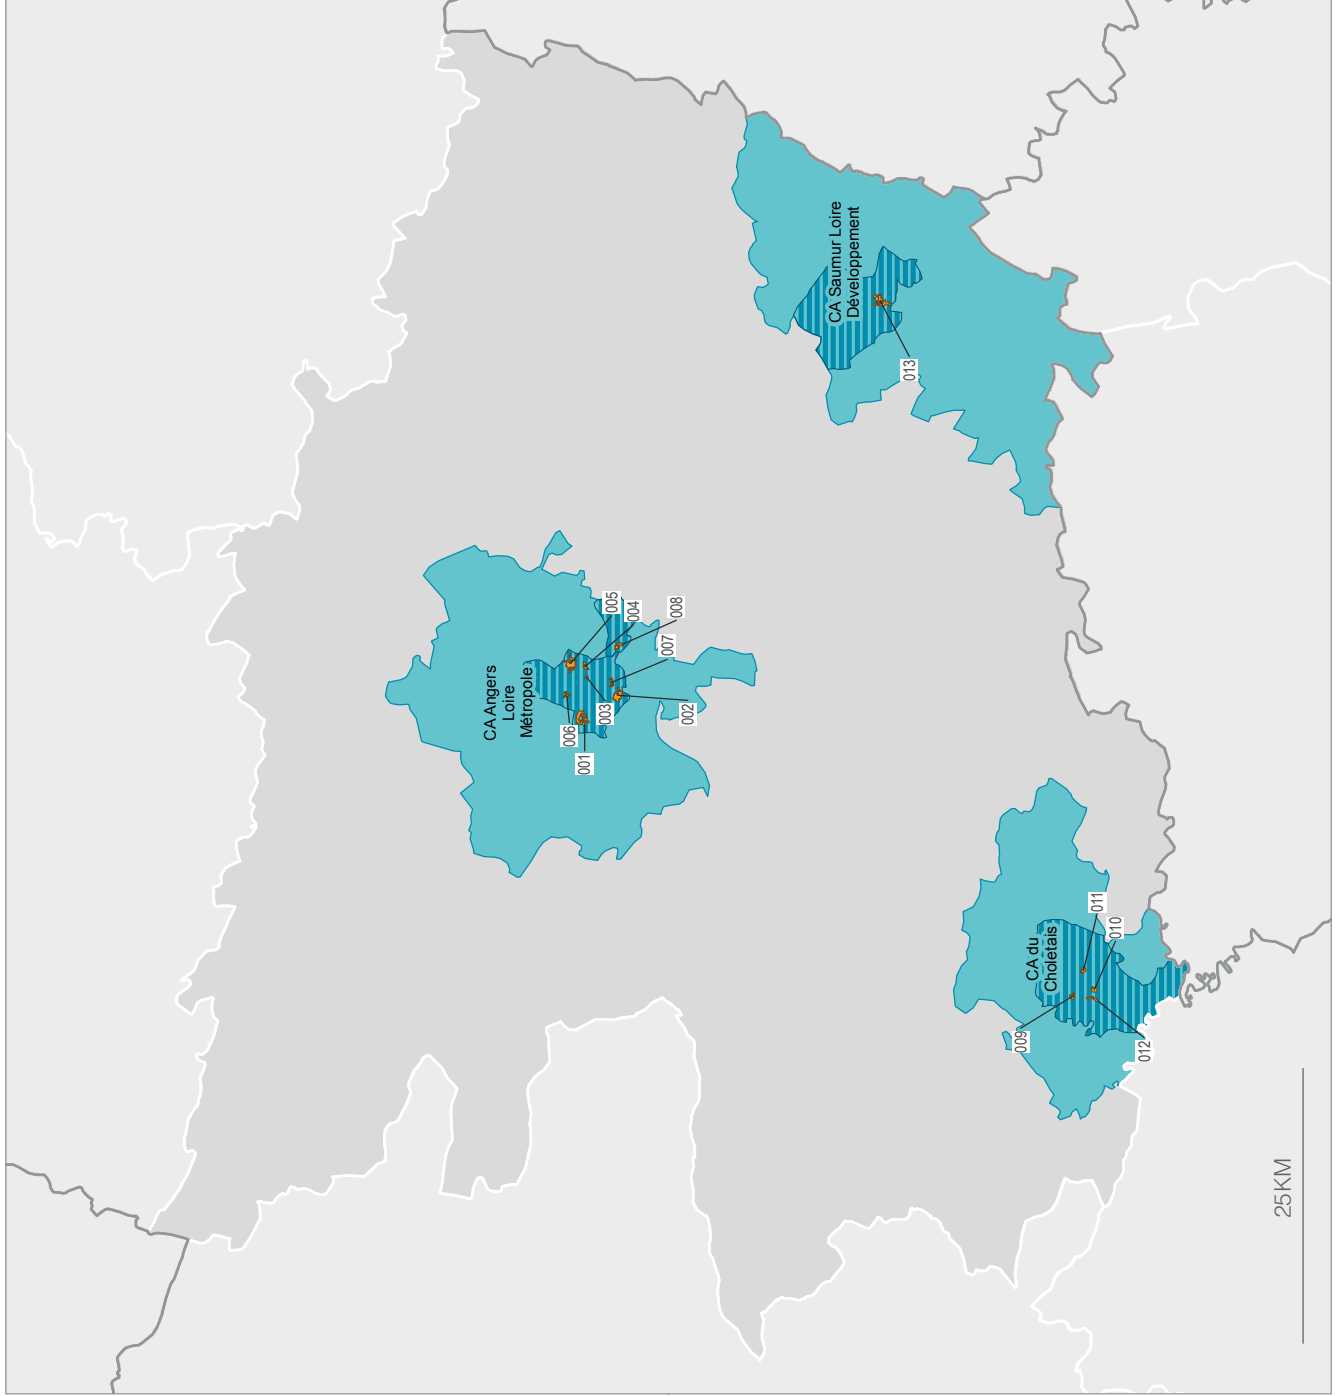 CA Angers
Loire
Métropole
006
001
003
005
004
008
007
002
CA Saumur Loire
Développement
013
CA du
Choletais
009
011
010
012
25KM